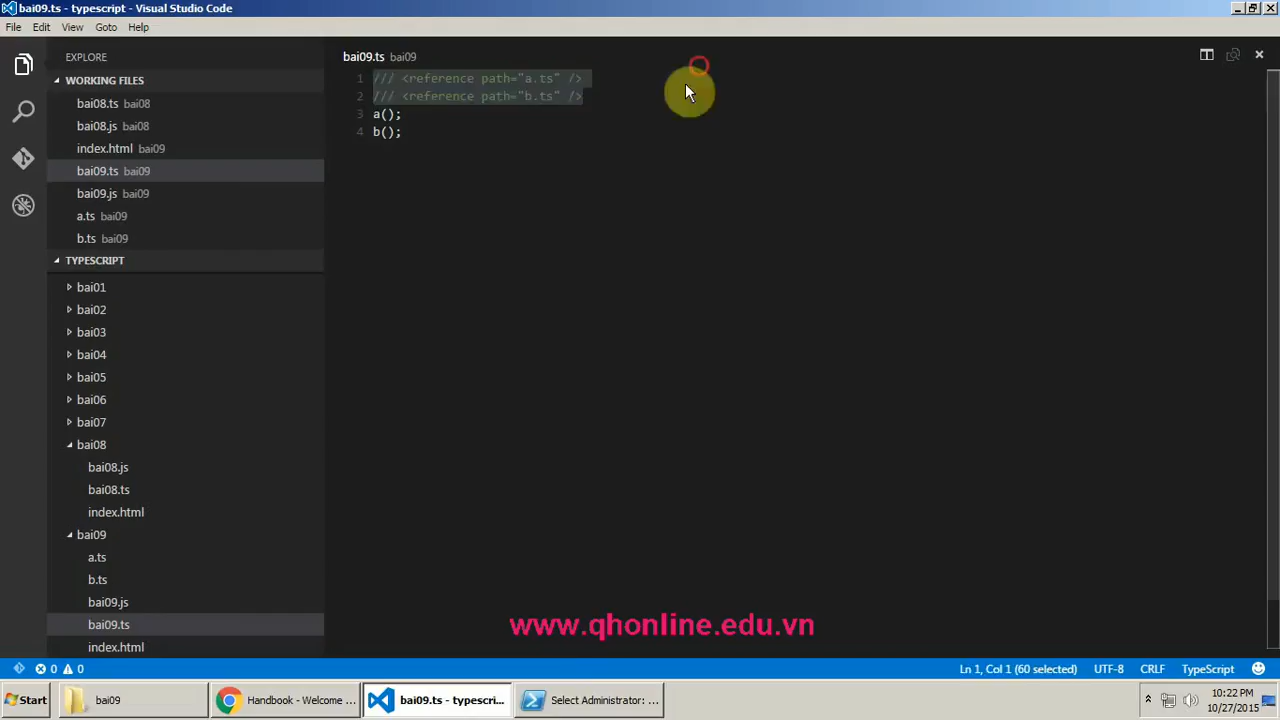 bai09.ts - typescript - Visual Studio Code
File Edit View Goto Help
EXPLORE
bai09.ts bai09
WORKING FILES
1 /// <reference path="a.ts" />
2 /// <reference path="b.ts" />
3 a();
4 b();
bai08.ts bai08
bai08.js bai08
index.html bai09
bai09.ts bai09
bai09.js bai09
a.ts bai09
b.ts bai09
TYPESCRIPT
bai01
bai02
bai03
bai04
bai05
bai06
bai07
bai08
bai08.js
bai08.ts
index.html
bai09
a.ts
b.ts
bai09.js
bai09.ts
index.html
www.qhonline.edu.vn
0 0 Ln 1, Col 1 (60 selected) UTF-8 CRLF TypeScript
Start bai09 Handbook - Welcome ... bai09.ts - typescri... Select Administrator: ... 10:22 PM
10/27/2015